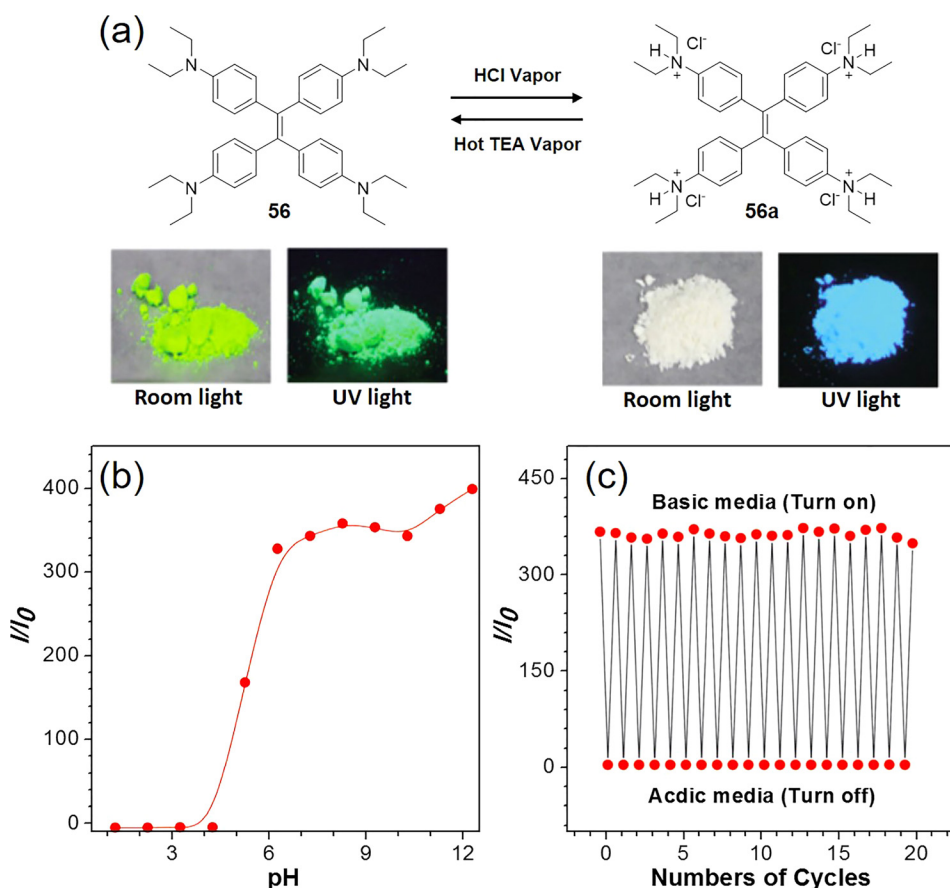 (a)
N
N
HCl Vapor
Hot TEA Vapor
Cl-
H
N
+
Cl-
N
H
+
N
N
56
H
N
+
Cl-
Cl-
N
H
+
56a
Room light
UV light
Room light
UV light
(b)
400
300
200
100
0
I/I0
3
6
9
12
pH
(c)
450
300
150
0
I/I0
Basic media (Turn on)
Acdic media (Turn off)
0
5
10
15
20
Numbers of Cycles